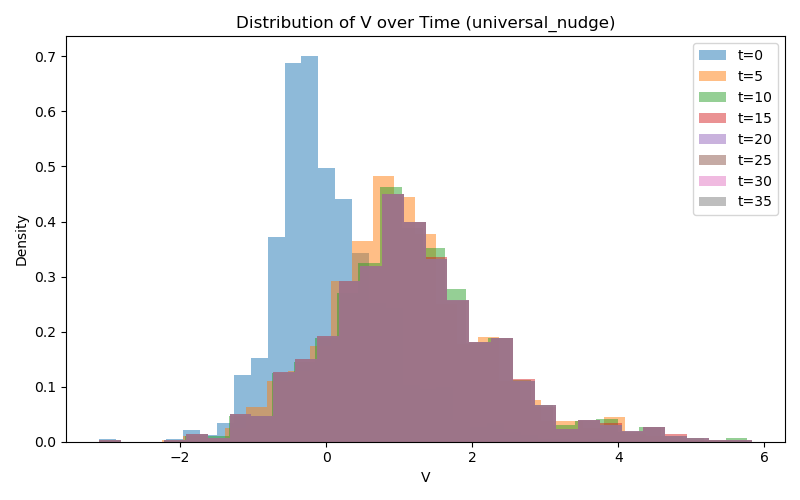 Distribution of V over Time (universal_nudge)
Density
0.7
0.6
0.5
0.4
0.3
0.2
0.1
0.0
−2
0
2
4
6
V
t=0
t=5
t=10
t=15
t=20
t=25
t=30
t=35